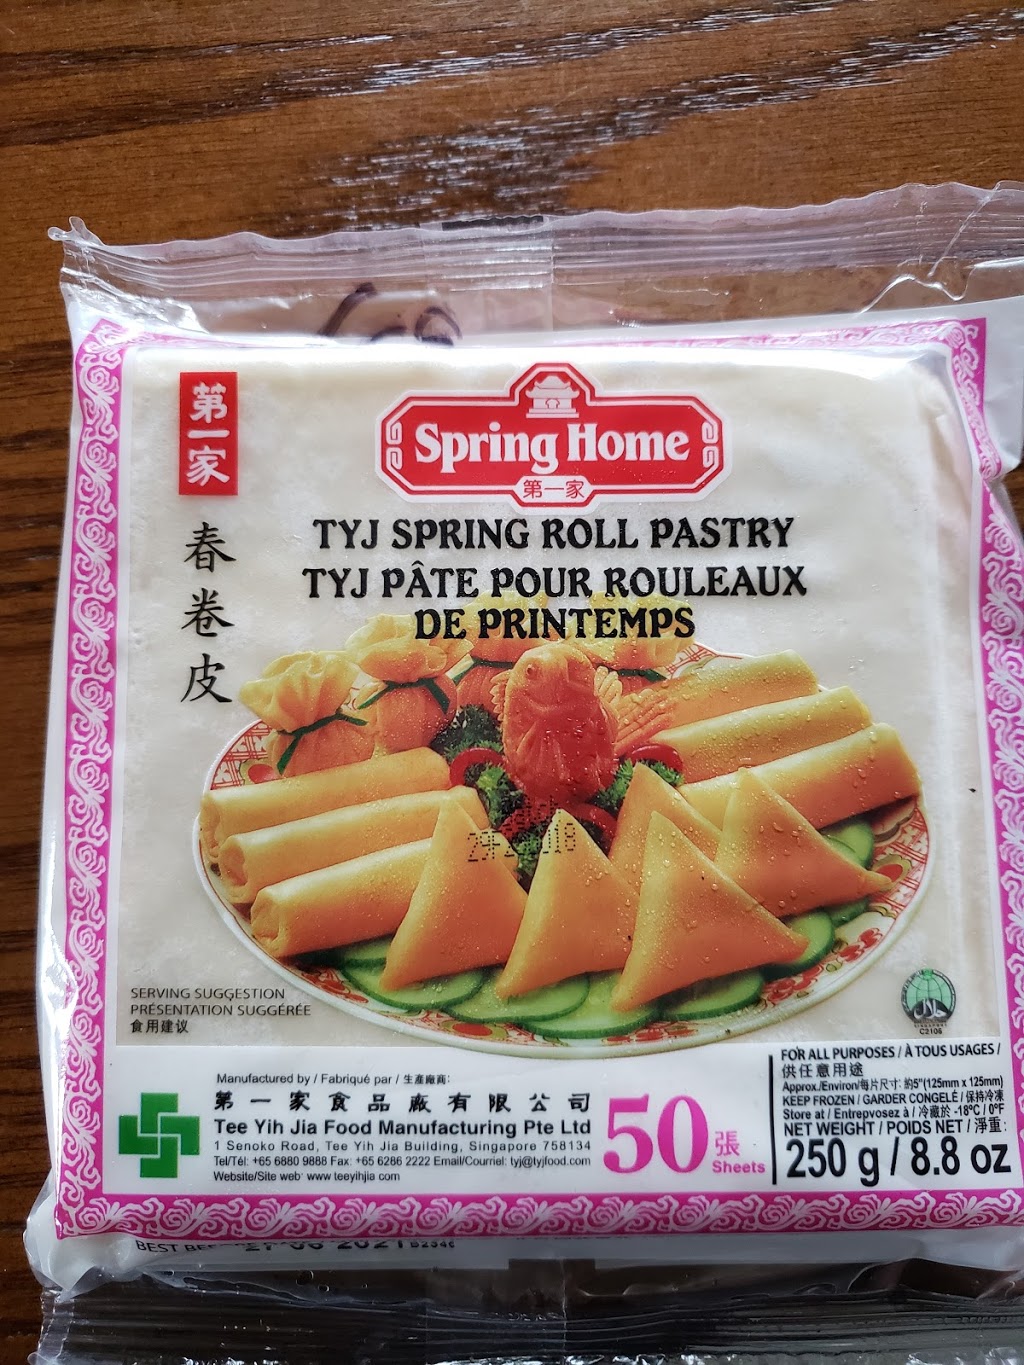 第一家
春卷皮
Spring Home
第一家
TYJ SPRING ROLL PASTRY
TYJ PÂTE POUR ROULEAUX
DE PRINTEMPS
SERVING SUGGESTION
PRÉSENTATION SUGGÉRÉE
食用建议
SINGAPORE
C2106
Manufactured by / Fabriqué par / 生產廠商:
第一家食品廠有限公司
Tee Yih Jia Food Manufacturing Pte Ltd
1 Senoko Road, Tee Yih Jia Building, Singapore 758134
Tel/Tél: +65 6880 9888 Fax: +65 6286 2222 Email/Courriel: tyj@tyjfood.com
Website/Site web: www.teeyihjia.com
50 張 Sheets
FOR ALL PURPOSES / À TOUS USAGES /
供任意用途
Approx./Environ/每片尺寸: 約5"(125mm x 125mm)
KEEP FROZEN / GARDER CONGELÉ / 保持冷凍
Store at / Entreposez à / 冷藏於 -18°C / 0°F
NET WEIGHT / POIDS NET / 淨重:
250 g / 8.8 oz
BEST
2021